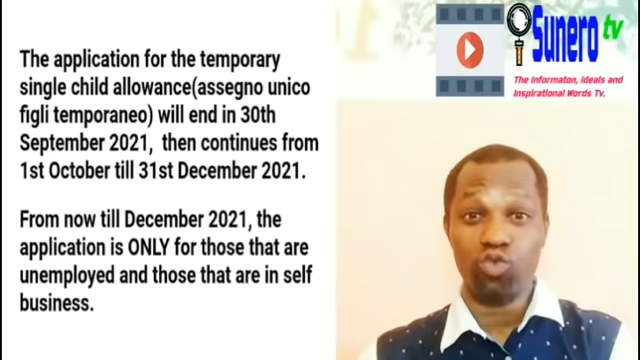 The application for the temporary
single child allowance(assegno unico
figli temporaneo) will end in 30th
September 2021, then continues from
1st October till 31st December 2021.
From now till December 2021, the
application is ONLY for those that are
unemployed and those that are in self
business.
Sunero tv
The Informaton, Ideals and
Inspirational Words Tv.